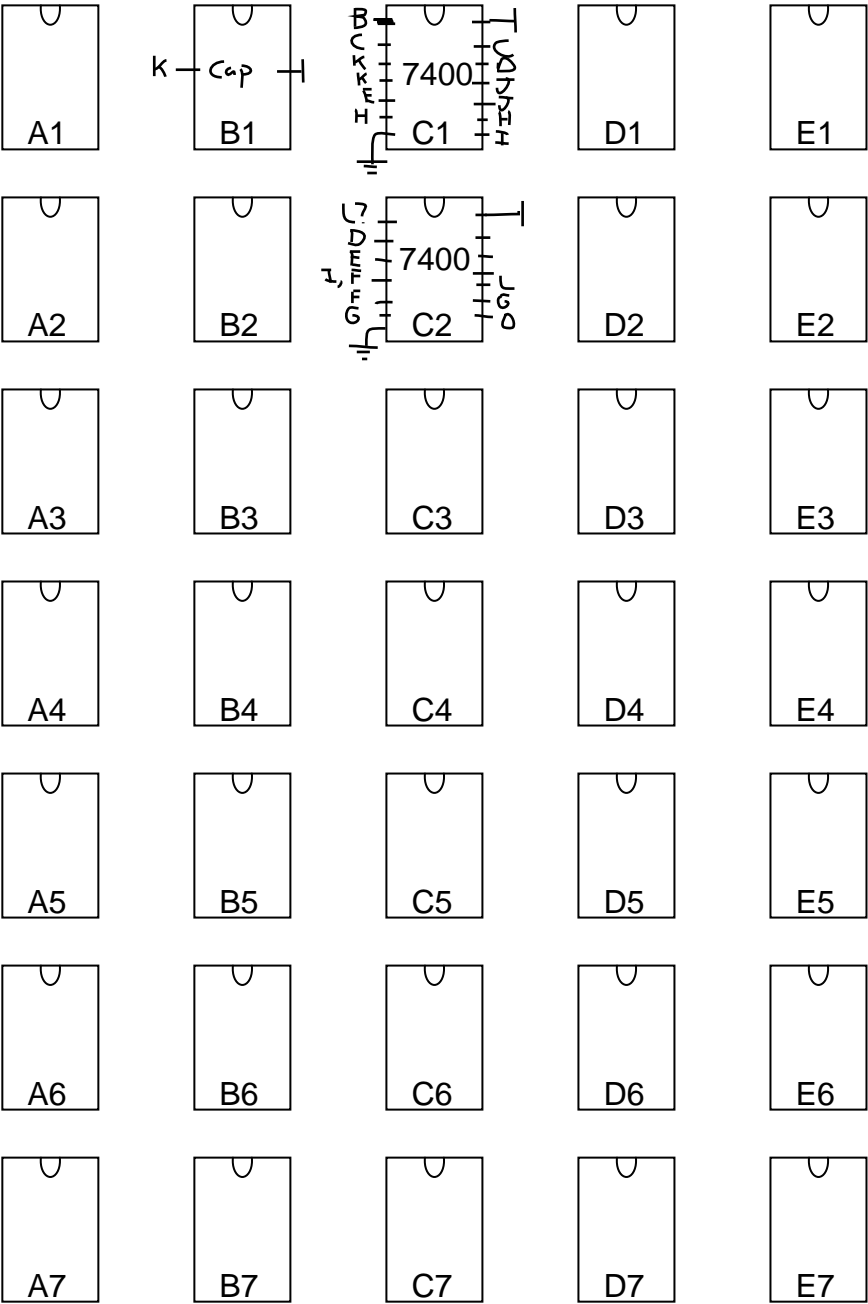 K Cap
B
C
K
K
E
H
7400
C
D
J
J
H
I
A1 B1 C1 D1 E1
D
E
F
F
G
7400
L
G
D
A2 B2 C2 D2 E2
A3 B3 C3 D3 E3
A4 B4 C4 D4 E4
A5 B5 C5 D5 E5
A6 B6 C6 D6 E6
A7 B7 C7 D7 E7